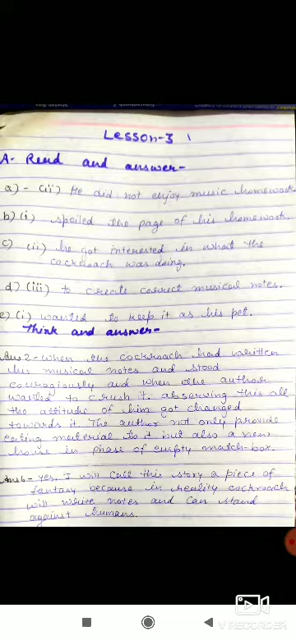 Lesson-3
A- Read and answer-
a) - (ii) He did not enjoy music homework
b) (i) spoiled the page of his homework.
c) (ii) he got interested in what the
cockroach was doing.
d) (iii) to create correct musical notes.
e) (i) wanted to keep it as his pet.
Think and answer-
Ans 2 - When the cockroach had written
the musical notes and stood
courageously and when the author
wanted to crush it observing this all
the attitude of him got changed
towards it. The author not only provide
eating material to it but also a new
house in of empty match-box.
Ans 6 - Yes, I will call this story a piece of
fantasy because in reality cockroach
will write notes and can stand
against humans.
V RECORDER